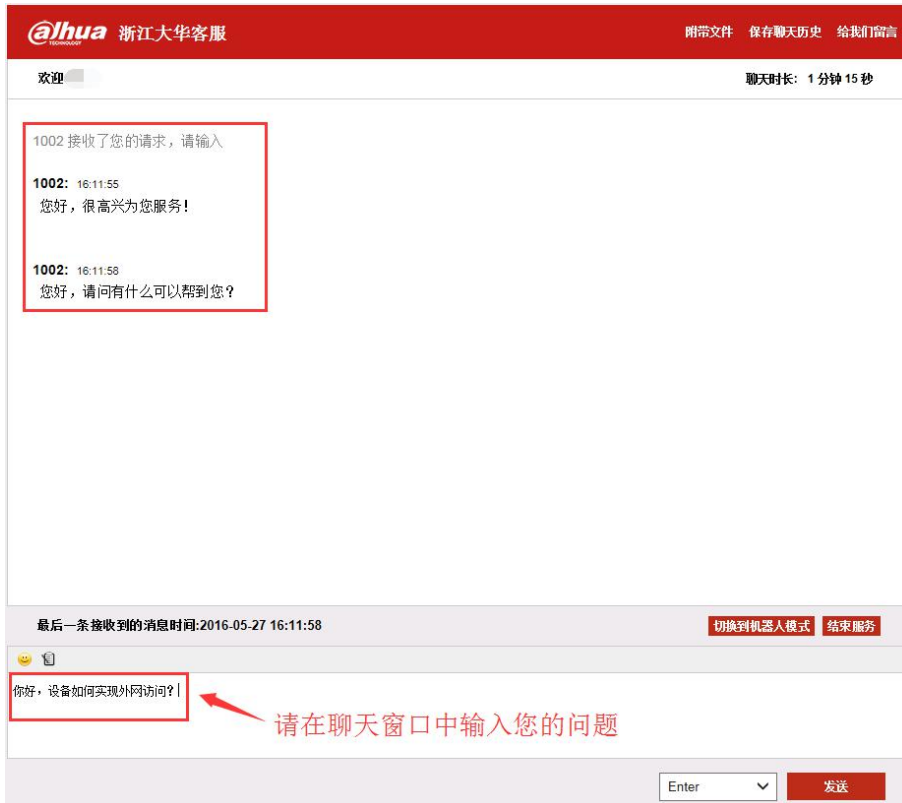 alhua 浙江大华客服 附带文件 保存聊天历史 给我们留言
TECHNOLOGY
欢迎 聊天时长： 1 分钟 15 秒
1002 接收了您的请求，请输入
1002: 16:11:55
您好，很高兴为您服务！
1002: 16:11:58
您好，请问有什么可以帮到您？
最后一条接收到的消息时间:2016-05-27 16:11:58 切换到机器人模式 结束服务
你好，设备如何实现外网访问？
请在聊天窗口中输入您的问题
Enter 发送